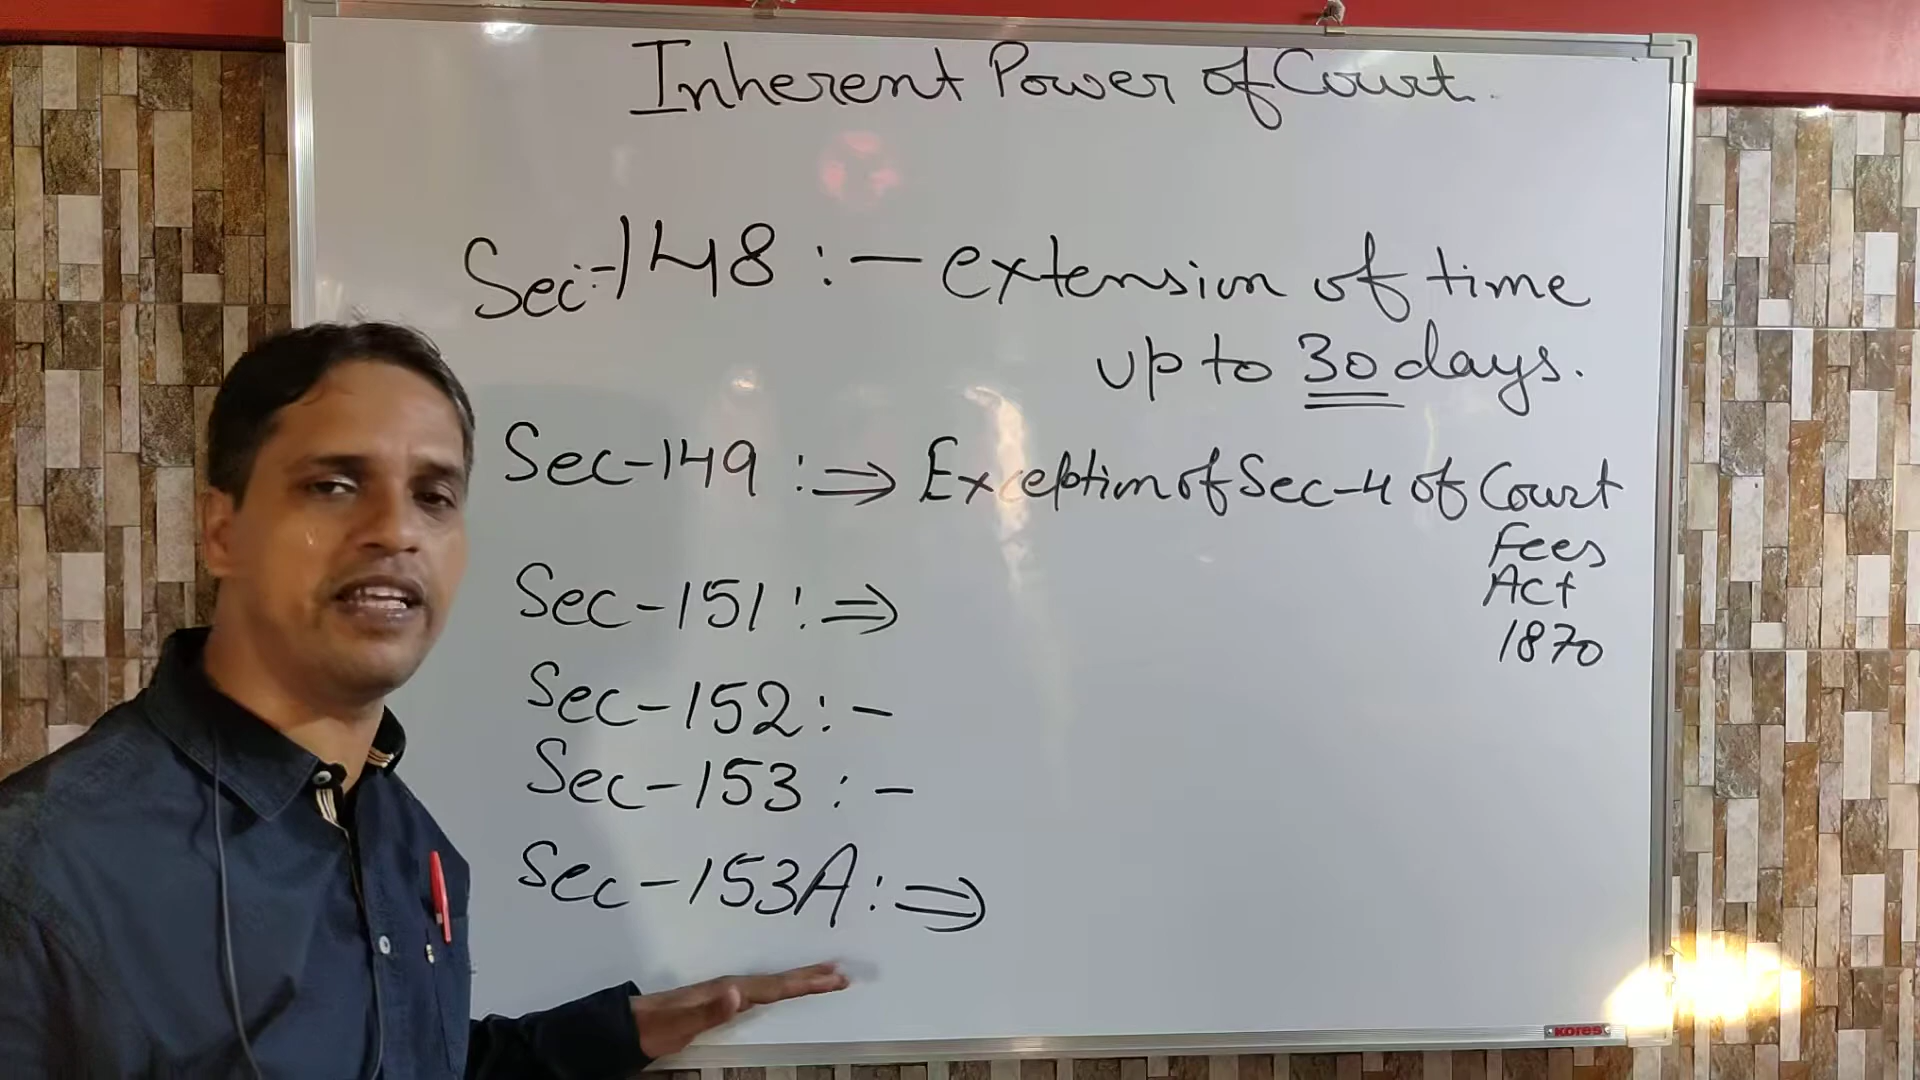 Inherent Power of Court.
Sec:-148 :- extension of time
up to 30 days.
Sec-149 :⇒ Exception of Sec-4 of Court
Fees
Act
1870
Sec-151 :⇒
Sec-152 :-
Sec-153 :-
Sec-153A :⇒
KORES